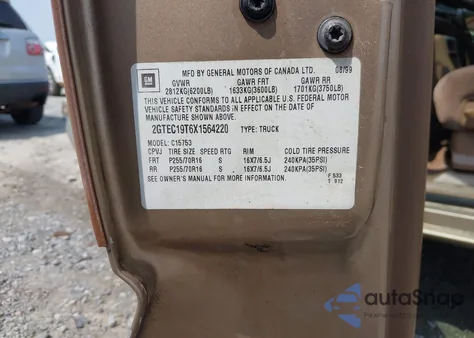 GM
MFD BY GENERAL MOTORS OF CANADA LTD. 08/99
GVWR GAWR FRT GAWR RR
2812KG(6200LB) 1633KG(3600LB) 1701KG(3750LB)
THIS VEHICLE CONFORMS TO ALL APPLICABLE U.S. FEDERAL MOTOR
VEHICLE SAFETY STANDARDS IN EFFECT ON THE DATE OF
MANUFACTURE SHOWN ABOVE.
2GTEC19T6X1564220 TYPE: TRUCK
MODEL: C15753
TIRE SIZE SPEED RTG RIM COLD TIRE PRESSURE
FRT P255/70R16 S 16X7/6.5J 240KPA(35PSI)
RR P255/70R16 S 16X7/6.5J 240KPA(35PSI)
SEE OWNER'S MANUAL FOR MORE INFORMATION.
F 533
T 912
autoSnap